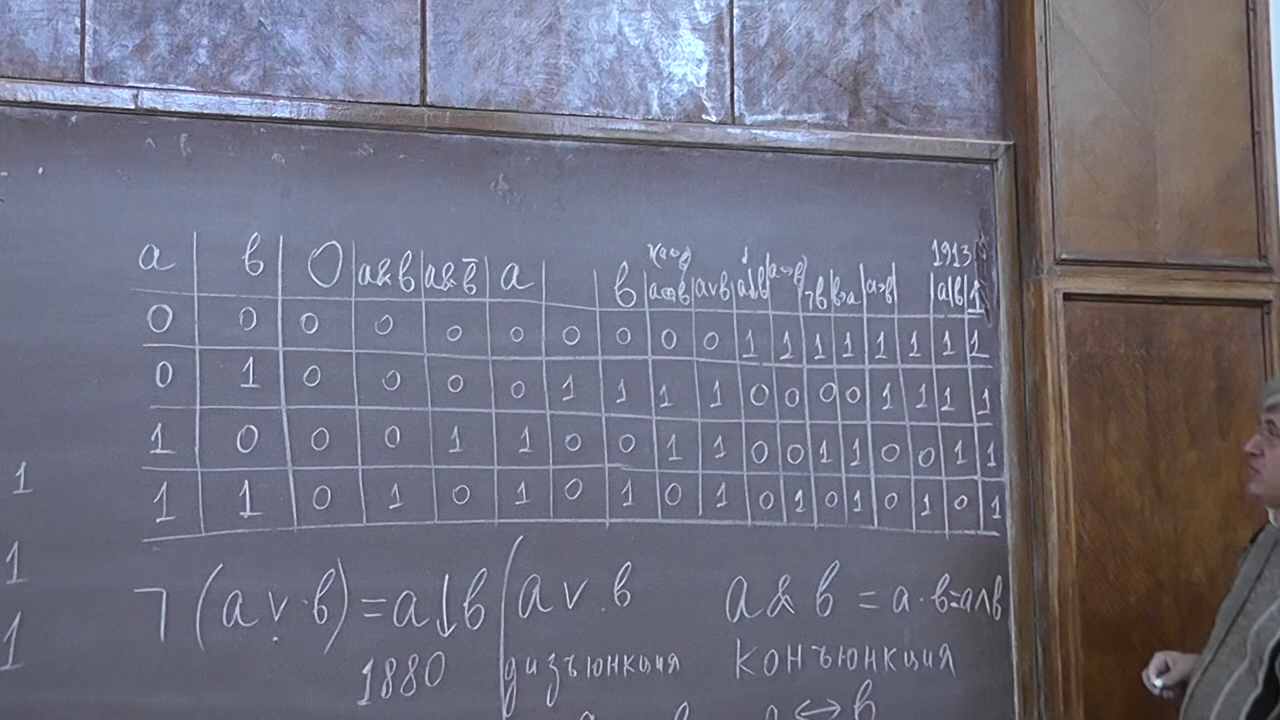 1913
a в 0 a&в a&в̄ a в avв a↓в ¬в a|в 1
0 0 0 0 0 0 0 0 0 0 1 1 1 1 1 1 1 1
0 1 0 0 0 0 1 1 1 1 0 0 0 0 1 1 1 1
1 0 0 0 1 1 0 0 1 1 0 0 1 1 0 0 1 1
1 1 0 1 0 1 0 1 0 1 0 1 0 1 0 1 0 1
1
1
1
¬(a v в) = a↓в a v в a & в = a·в = a∧в
1880 дизъюнкция конъюнкция
a ↔ в